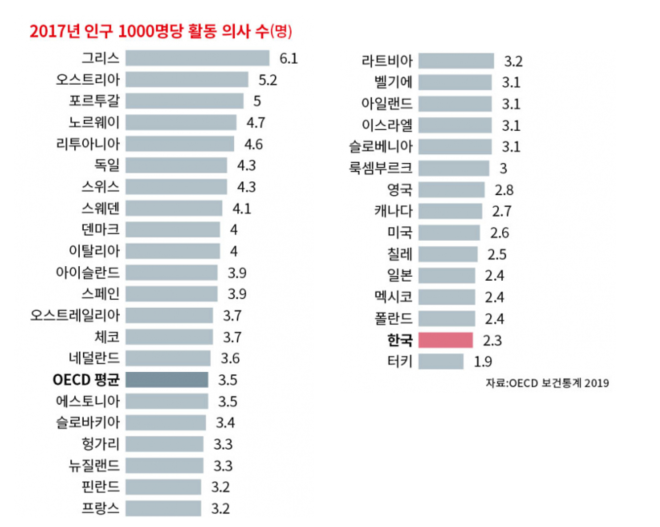 2017년 인구 1000명당 활동 의사 수(명)
그리스 6.1
오스트리아 5.2
포르투갈 5
노르웨이 4.7
리투아니아 4.6
독일 4.3
스위스 4.3
스웨덴 4.1
덴마크 4
이탈리아 4
아이슬란드 3.9
스페인 3.9
오스트레일리아 3.7
체코 3.7
네덜란드 3.6
OECD 평균 3.5
에스토니아 3.5
슬로바키아 3.4
헝가리 3.3
뉴질랜드 3.3
핀란드 3.2
프랑스 3.2
라트비아 3.2
벨기에 3.1
아일랜드 3.1
이스라엘 3.1
슬로베니아 3.1
룩셈부르크 3
영국 2.8
캐나다 2.7
미국 2.6
칠레 2.5
일본 2.4
멕시코 2.4
폴란드 2.4
한국 2.3
터키 1.9
자료:OECD 보건통계 2019